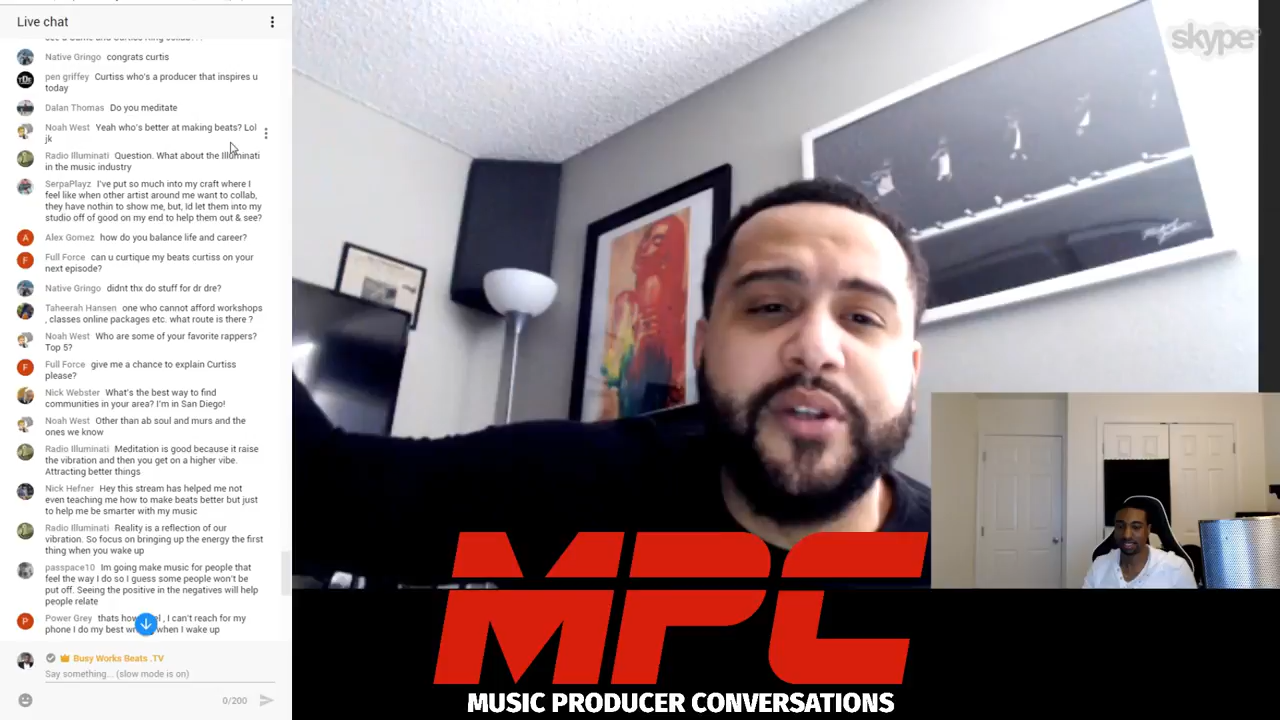 Live chat
Native Gringo congrats curtis
pen griffey Curtiss who's a producer that inspires u
today
Dalan Thomas Do you meditate
Noah West Yeah who's better at making beats? Lol
jk
Radio Illuminati Question. What about the Illuminati
in the music industry
SerpaPlayz I've put so much into my craft where I
feel like when other artist around me want to collab,
they have nothin to show me, but, Id let them into my
studio off of good on my end to help them out & see?
Alex Gomez how do you balance life and career?
Full Force can u curtique my beats curtiss on your
next episode?
Native Gringo didnt thx do stuff for dr dre?
Taheerah Hansen one who cannot afford workshops
, classes online packages etc. what route is there ?
Noah West Who are some of your favorite rappers?
Top 5?
Full Force give me a chance to explain Curtiss
please?
Nick Webster What's the best way to find
communities in your area? I'm in San Diego!
Noah West Other than ab soul and murs and the
ones we know
Radio Illuminati Meditation is good because it raise
the vibration and then you get on a higher vibe.
Attracting better things
Nick Hefner Hey this stream has helped me not
even teaching me how to make beats better but just
to help me be smarter with my music
Radio Illuminati Reality is a reflection of our
vibration. So focus on bringing up the energy the first
thing when you wake up
passpace10 Im going make music for people that
feel the way I do so I guess some people won't be
put off. Seeing the positive in the negatives will help
people relate
Power Grey thats how , I can't reach for my
phone I do my best when I wake up
Busy Works Beats .TV
Say something... (slow mode is on)
0/200
skype
MPC
MUSIC PRODUCER CONVERSATIONS